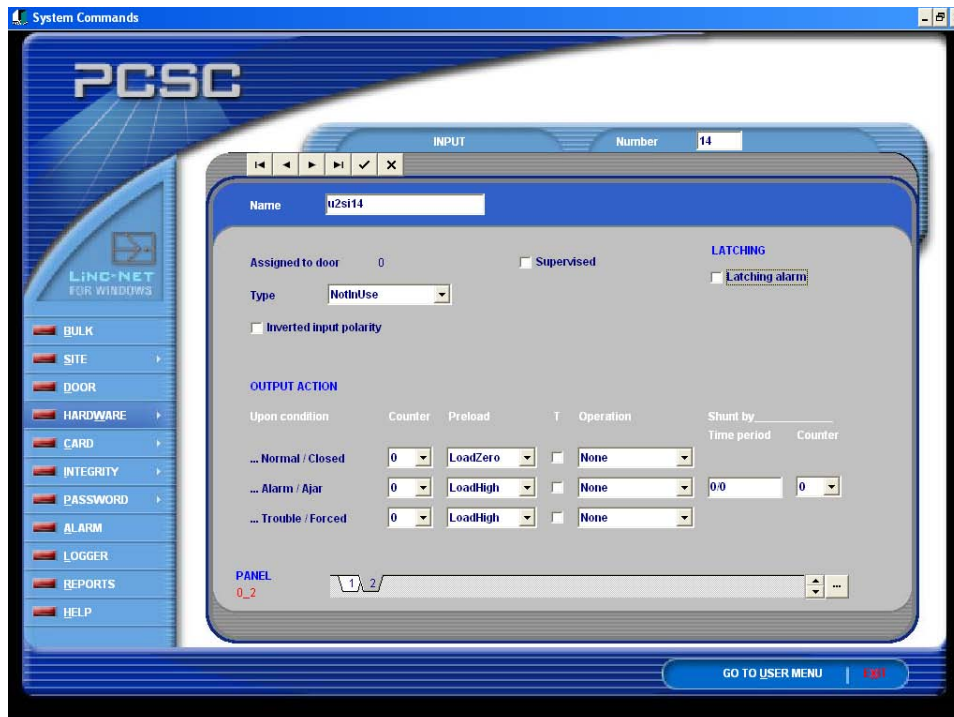 System Commands
PCSC
INPUT Number 14
Name u2si14
LATCHING
Assigned to door 0 Supervised
Latching alarm
Type NotInUse
Inverted input polarity
LiNC-NET
FOR WINDOWS
BULK
SITE
DOOR
HARDWARE
CARD
INTEGRITY
PASSWORD
ALARM
LOGGER
REPORTS
HELP
OUTPUT ACTION
Upon condition Counter Preload T Operation Shunt by
Time period Counter
... Normal / Closed 0 LoadZero None
... Alarm / Ajar 0 LoadHigh None 0/0 0
... Trouble / Forced 0 LoadHigh None
PANEL
0_2
1 2
...
GO TO USER MENU | EXIT